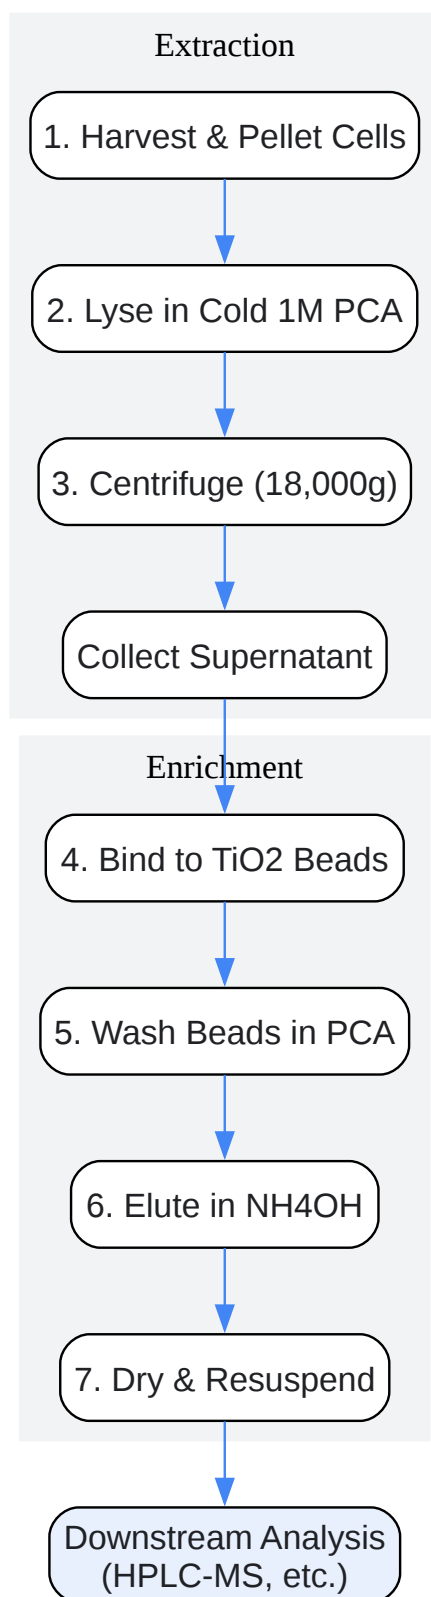 Extraction
1. Harvest & Pellet Cells
2. Lyse in Cold 1M PCA
3. Centrifuge (18,000g)
Collect Supernatant
Enrichment
4. Bind to TiO2 Beads
5. Wash Beads in PCA
6. Elute in NH4OH
7. Dry & Resuspend
Downstream Analysis
(HPLC-MS, etc.)